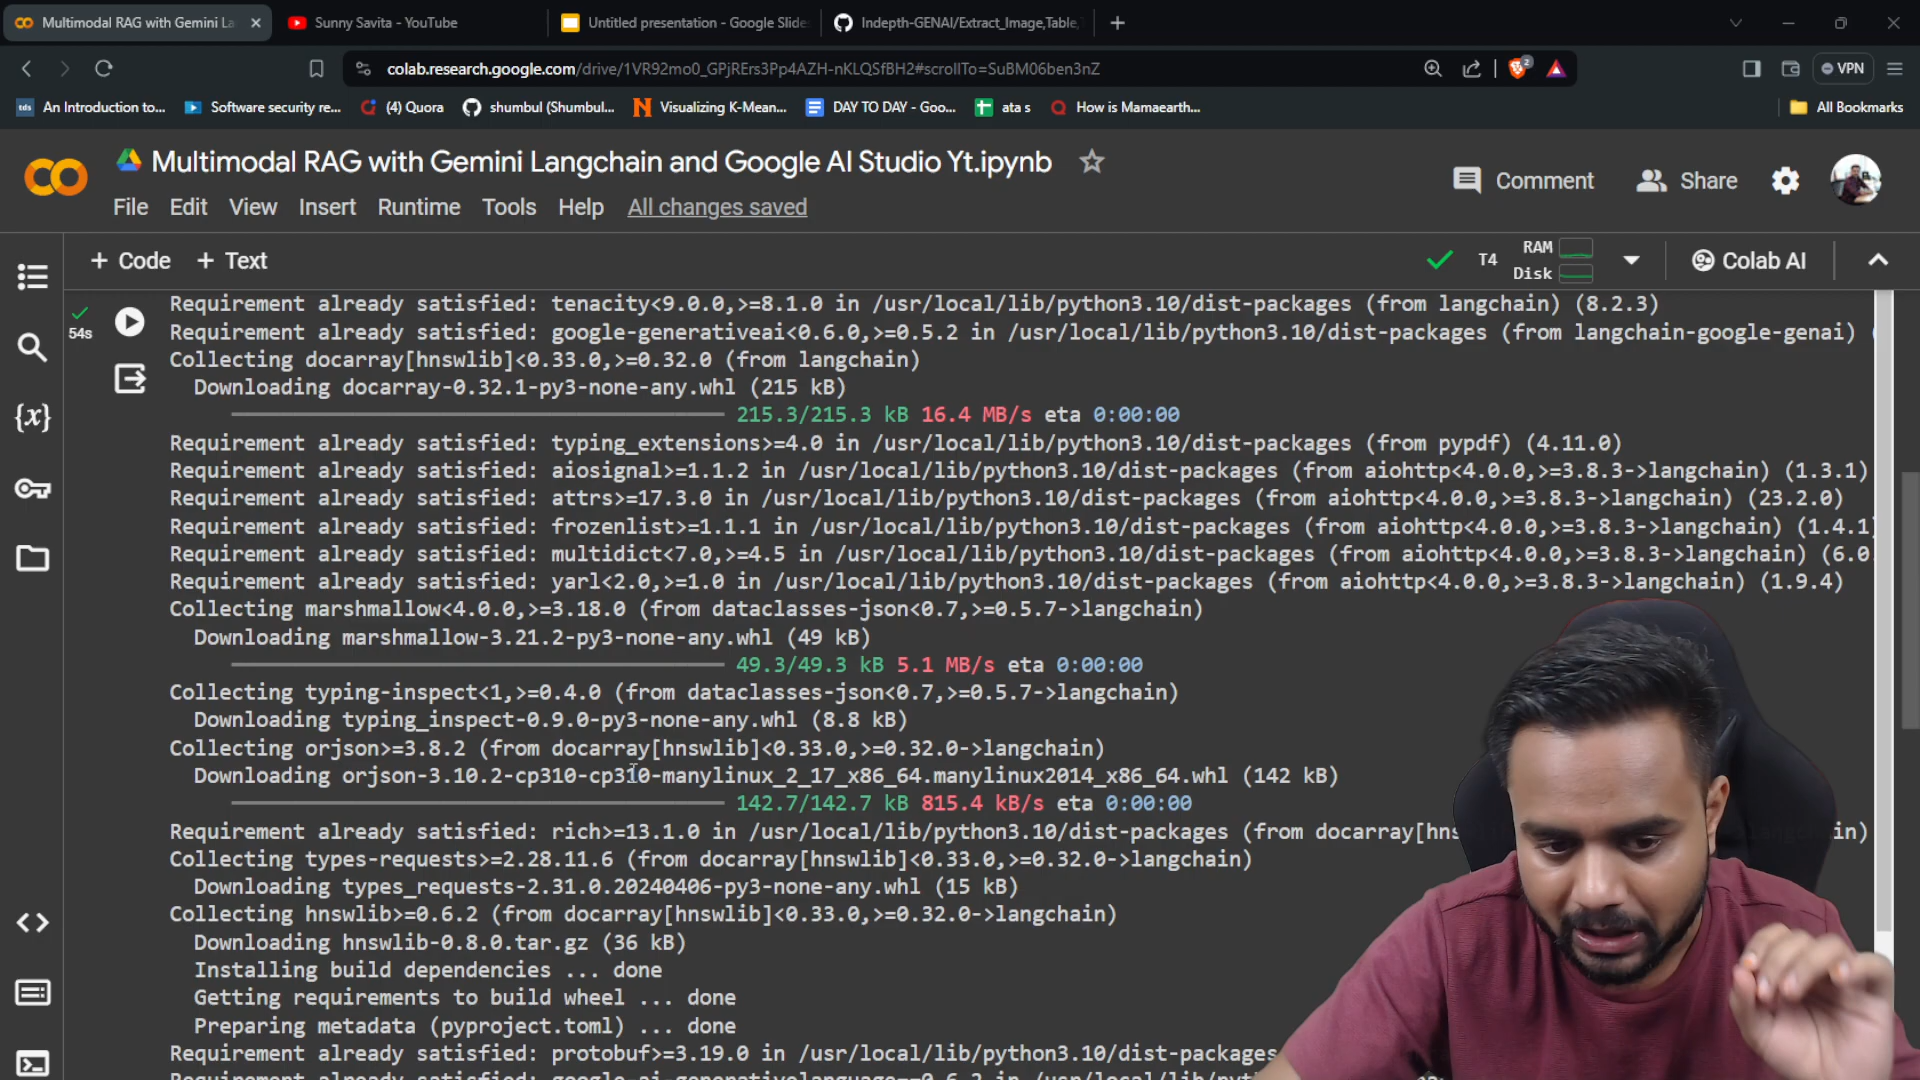 Multimodal RAG with Gemini La
Sunny Savita - YouTube
Untitled presentation - Google Slide
Indepth-GENAI/Extract_Image,Table,
colab.research.google.com/drive/1VR92mo0_GPjRErs3Pp4AZH-nKLQSfBH2#scrollTo=SuBM06ben3nZ
2
VPN
tds An Introduction to...
Software security re...
(4) Quora
shumbul (Shumbul...
Visualizing K-Mean...
DAY TO DAY - Goo...
ata s
How is Mamaearth...
All Bookmarks
Multimodal RAG with Gemini Langchain and Google AI Studio Yt.ipynb
Comment
Share
File Edit View Insert Runtime Tools Help All changes saved
+ Code + Text
T4
RAM
Disk
Colab AI
54s
Requirement already satisfied: tenacity<9.0.0,>=8.1.0 in /usr/local/lib/python3.10/dist-packages (from langchain) (8.2.3)
Requirement already satisfied: google-generativeai<0.6.0,>=0.5.2 in /usr/local/lib/python3.10/dist-packages (from langchain-google-genai) (
Collecting docarray[hnswlib]<0.33.0,>=0.32.0 (from langchain)
Downloading docarray-0.32.1-py3-none-any.whl (215 kB)
215.3/215.3 kB 16.4 MB/s eta 0:00:00
Requirement already satisfied: typing_extensions>=4.0 in /usr/local/lib/python3.10/dist-packages (from pypdf) (4.11.0)
Requirement already satisfied: aiosignal>=1.1.2 in /usr/local/lib/python3.10/dist-packages (from aiohttp<4.0.0,>=3.8.3->langchain) (1.3.1)
Requirement already satisfied: attrs>=17.3.0 in /usr/local/lib/python3.10/dist-packages (from aiohttp<4.0.0,>=3.8.3->langchain) (23.2.0)
Requirement already satisfied: frozenlist>=1.1.1 in /usr/local/lib/python3.10/dist-packages (from aiohttp<4.0.0,>=3.8.3->langchain) (1.4.1
Requirement already satisfied: multidict<7.0,>=4.5 in /usr/local/lib/python3.10/dist-packages (from aiohttp<4.0.0,>=3.8.3->langchain) (6.0.
Requirement already satisfied: yarl<2.0,>=1.0 in /usr/local/lib/python3.10/dist-packages (from aiohttp<4.0.0,>=3.8.3->langchain) (1.9.4)
Collecting marshmallow<4.0.0,>=3.18.0 (from dataclasses-json<0.7,>=0.5.7->langchain)
Downloading marshmallow-3.21.2-py3-none-any.whl (49 kB)
49.3/49.3 kB 5.1 MB/s eta 0:00:00
Collecting typing-inspect<1,>=0.4.0 (from dataclasses-json<0.7,>=0.5.7->langchain)
Downloading typing_inspect-0.9.0-py3-none-any.whl (8.8 kB)
Collecting orjson>=3.8.2 (from docarray[hnswlib]<0.33.0,>=0.32.0->langchain)
Downloading orjson-3.10.2-cp310-cp310-manylinux_2_17_x86_64.manylinux2014_x86_64.whl (142 kB)
142.7/142.7 kB 815.4 kB/s eta 0:00:00
Requirement already satisfied: rich>=13.1.0 in /usr/local/lib/python3.10/dist-packages (from docarray[hns in)
Collecting types-requests>=2.28.11.6 (from docarray[hnswlib]<0.33.0,>=0.32.0->langchain)
Downloading types_requests-2.31.0.20240406-py3-none-any.whl (15 kB)
Collecting hnswlib>=0.6.2 (from docarray[hnswlib]<0.33.0,>=0.32.0->langchain)
Downloading hnswlib-0.8.0.tar.gz (36 kB)
Installing build dependencies ... done
Getting requirements to build wheel ... done
Preparing metadata (pyproject.toml) ... done
Requirement already satisfied: protobuf>=3.19.0 in /usr/local/lib/python3.10/dist-packages